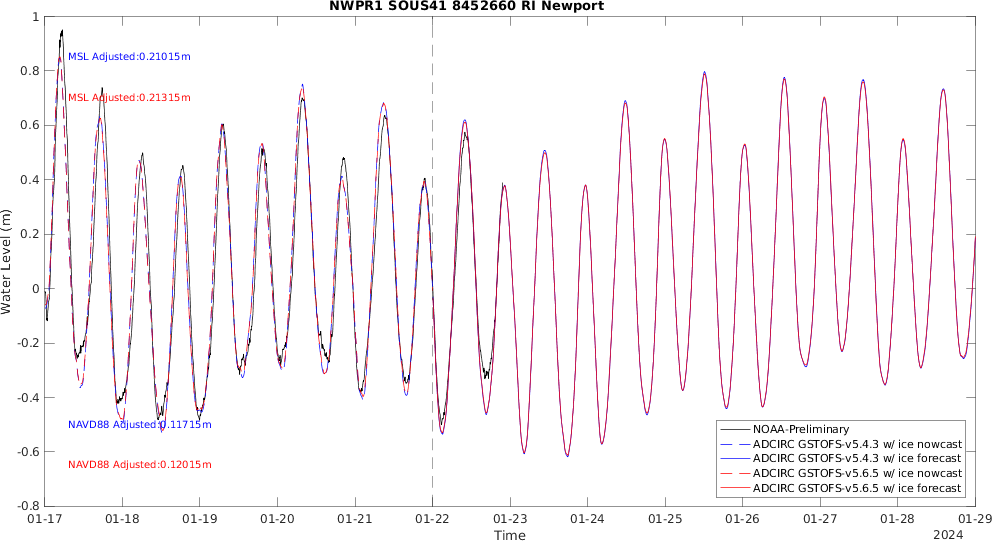 NWPR1 SOUS41 8452660 RI Newport
1
0.8
0.6
0.4
0.2
0
-0.2
-0.4
-0.6
-0.8
Water Level (m)
MSL Adjusted:0.21015m
MSL Adjusted:0.21315m
NAVD88 Adjusted:0.11715m
NAVD88 Adjusted:0.12015m
NOAA-Preliminary
ADCIRC GSTOFS-v5.4.3 w/ ice nowcast
ADCIRC GSTOFS-v5.4.3 w/ ice forecast
ADCIRC GSTOFS-v5.6.5 w/ ice nowcast
ADCIRC GSTOFS-v5.6.5 w/ ice forecast
01-17 01-18 01-19 01-20 01-21 01-22 01-23 01-24 01-25 01-26 01-27 01-28 01-29
Time
2024